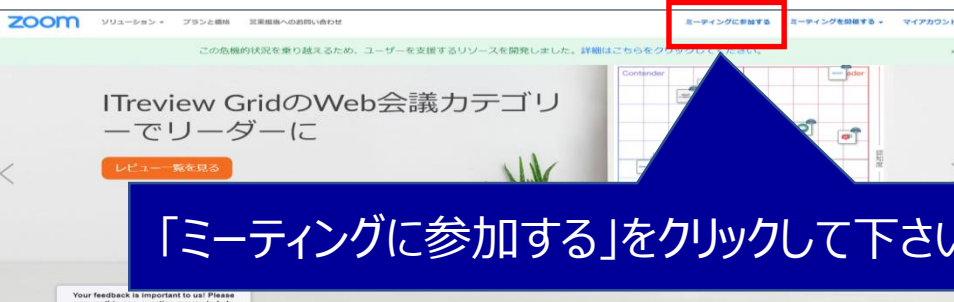 zoom ソリューション プランと価格 営業担当へのお問い合わせ ミーティングに参加する ミーティングを開催する マイアカウント
この危機的状況を乗り越えるため、ユーザーを支援するリソースを開発しました。詳細はこちらをクリックしてください。
Contender
ITreview GridのWeb会議カテゴリ
ーでリーダーに
レビュー一覧を見る
認知度
「ミーティングに参加する」をクリックして下さい
Your feedback is important to us! Please